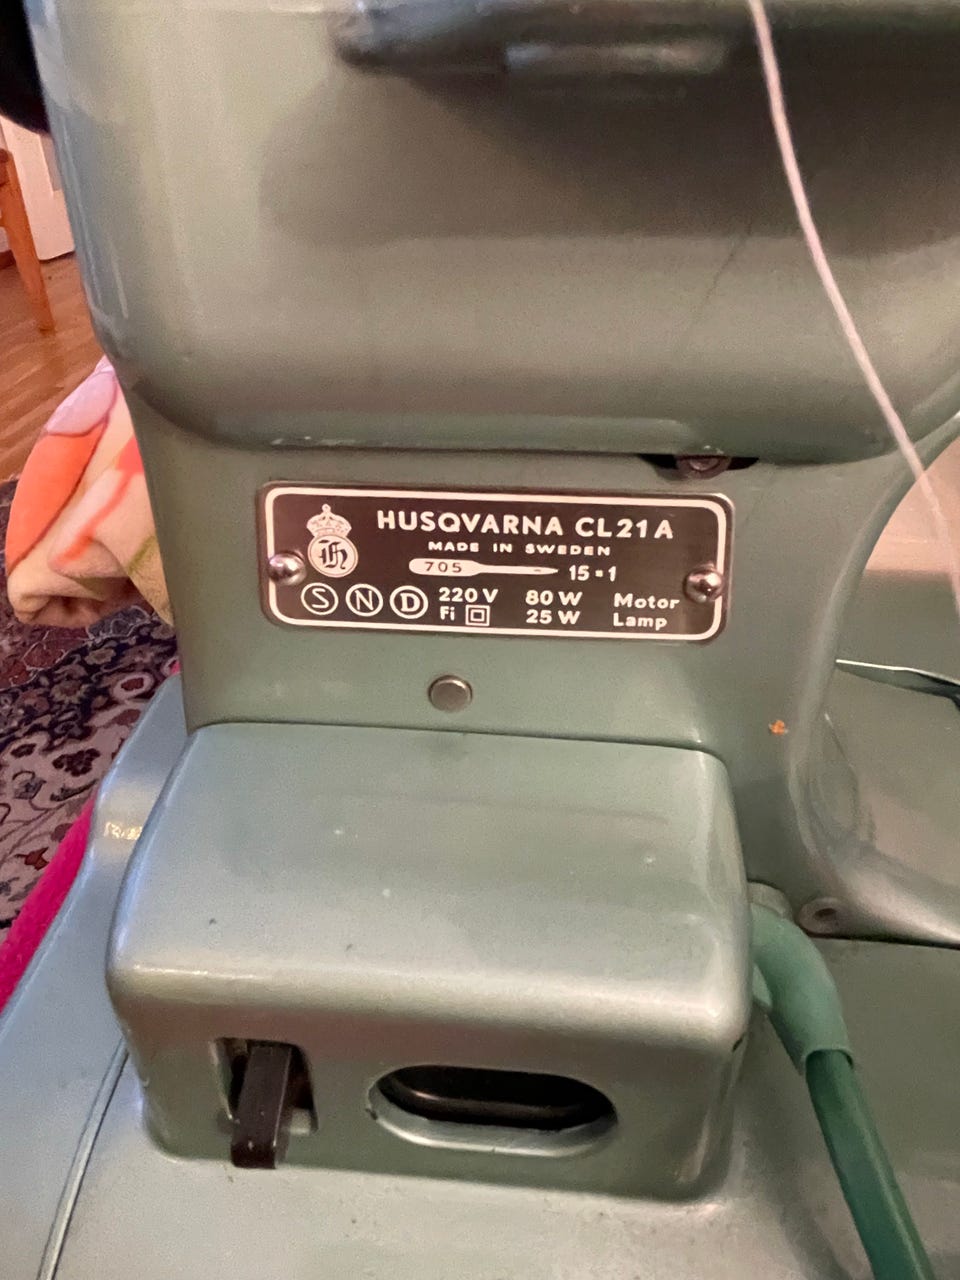 HUSQVARNA CL21A
MADE IN SWEDEN
705 15•1
S N D 220 V 80 W Motor
Fi 25 W Lamp